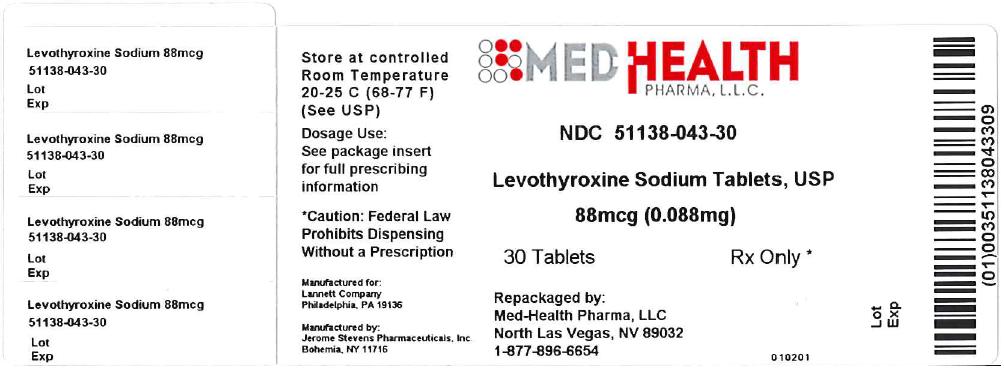 Levothyroxine Sodium 88mcg
51138-043-30
Lot
Exp
Levothyroxine Sodium 88mcg
51138-043-30
Lot
Exp
Levothyroxine Sodium 88mcg
51138-043-30
Lot
Exp
Levothyroxine Sodium 88mcg
51138-043-30
Lot
Exp
Store at controlled
Room Temperature
20-25 C (68-77 F)
(See USP)
Dosage Use:
See package insert
for full prescribing
information
*Caution: Federal Law
Prohibits Dispensing
Without a Prescription
Manufactured for:
Lannett Company
Philadelphia, PA 19136
Manufactured by:
Jerome Stevens Pharmaceuticals, Inc.
Bohemia, NY 11716
MED HEALTH
PHARMA, L.L.C.
NDC 51138-043-30
Levothyroxine Sodium Tablets, USP
88mcg (0.088mg)
30 Tablets Rx Only *
Repackaged by:
Med-Health Pharma, LLC
North Las Vegas, NV 89032
1-877-896-6654
010201
Lot
Exp
(01)00351138043309